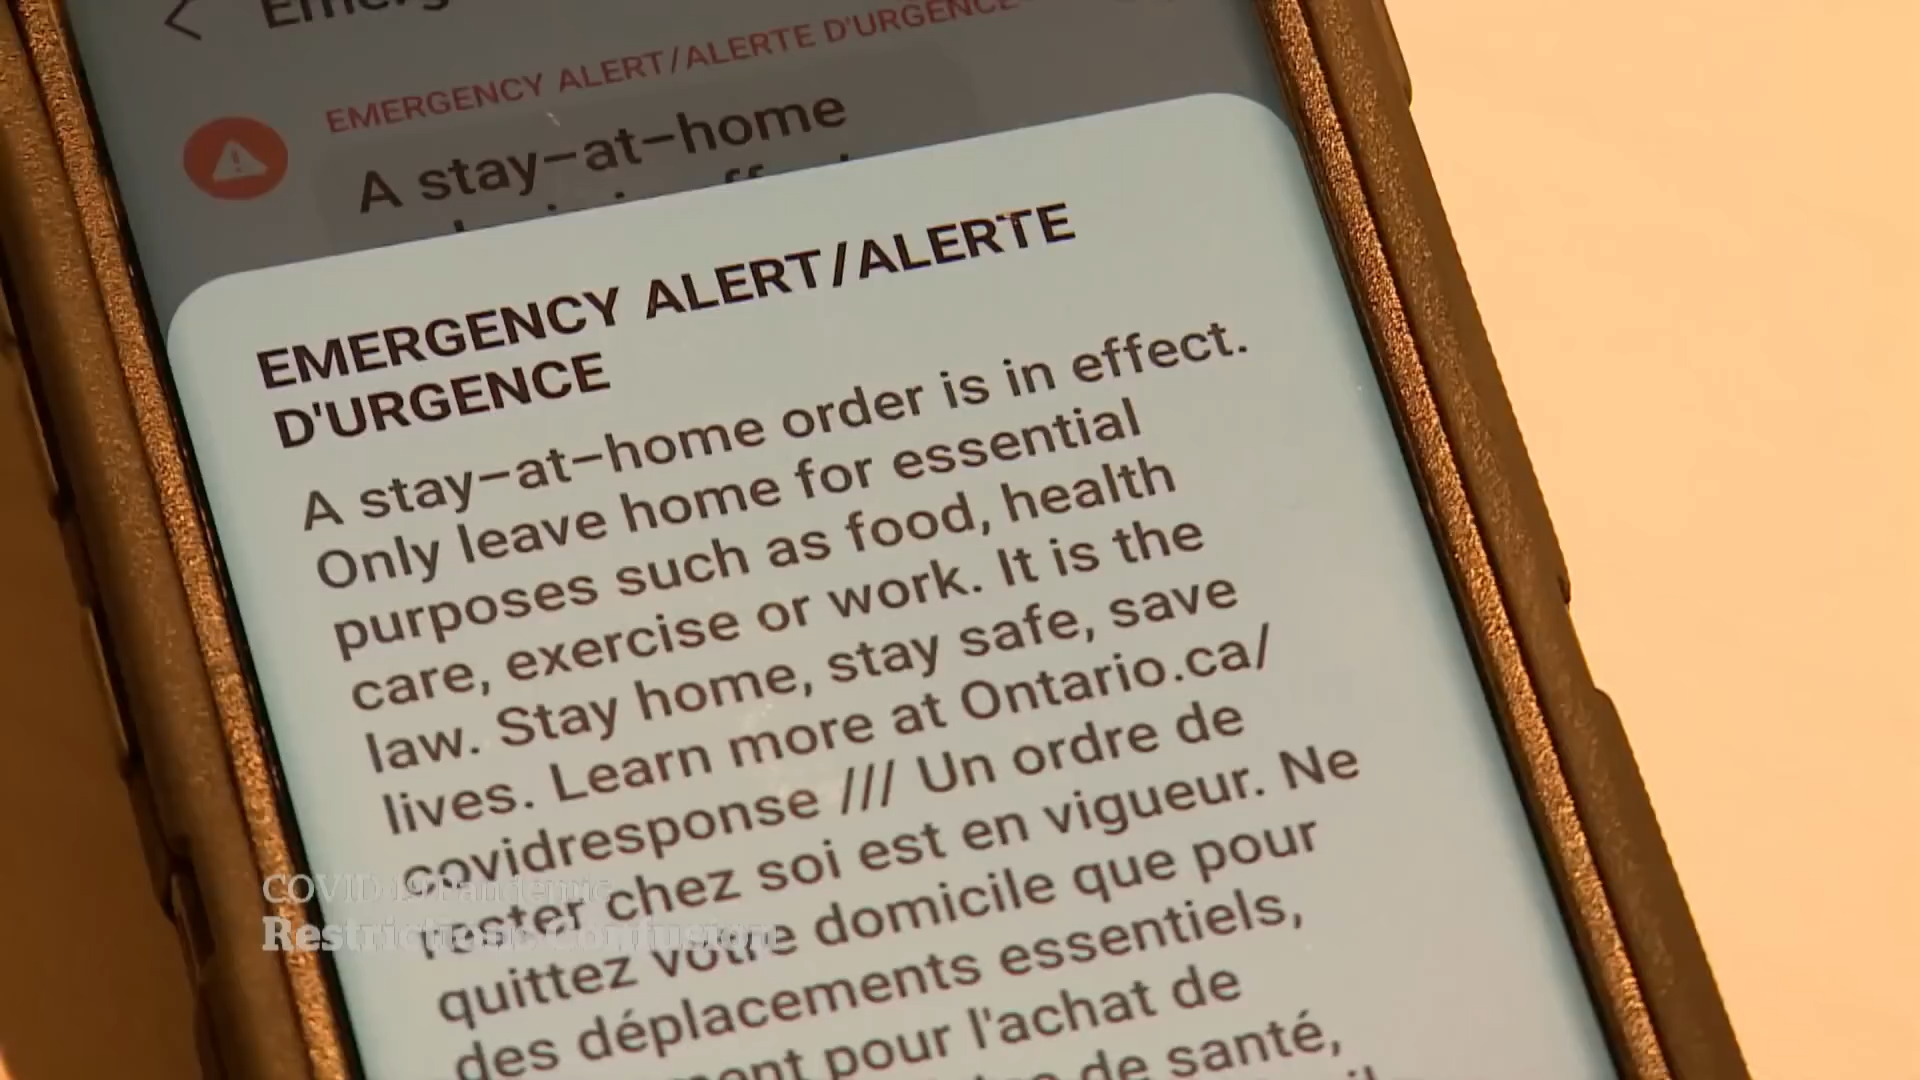 EMERGENCY ALERT/ALERTE D'URGENCE
A stay-at-home
EMERGENCY ALERT/ALERTE
D'URGENCE
A stay-at-home order is in effect.
Only leave home for essential
purposes such as food, health
care, exercise or work. It is the
law. Stay home, stay safe, save
lives. Learn more at Ontario.ca/
covidresponse /// Un ordre de
rester chez soi est en vigueur. Ne
quittez votre domicile que pour
des déplacements essentiels,
pour l'achat de
de santé,
COVID-19 Pandemic
Restrictions Confusion